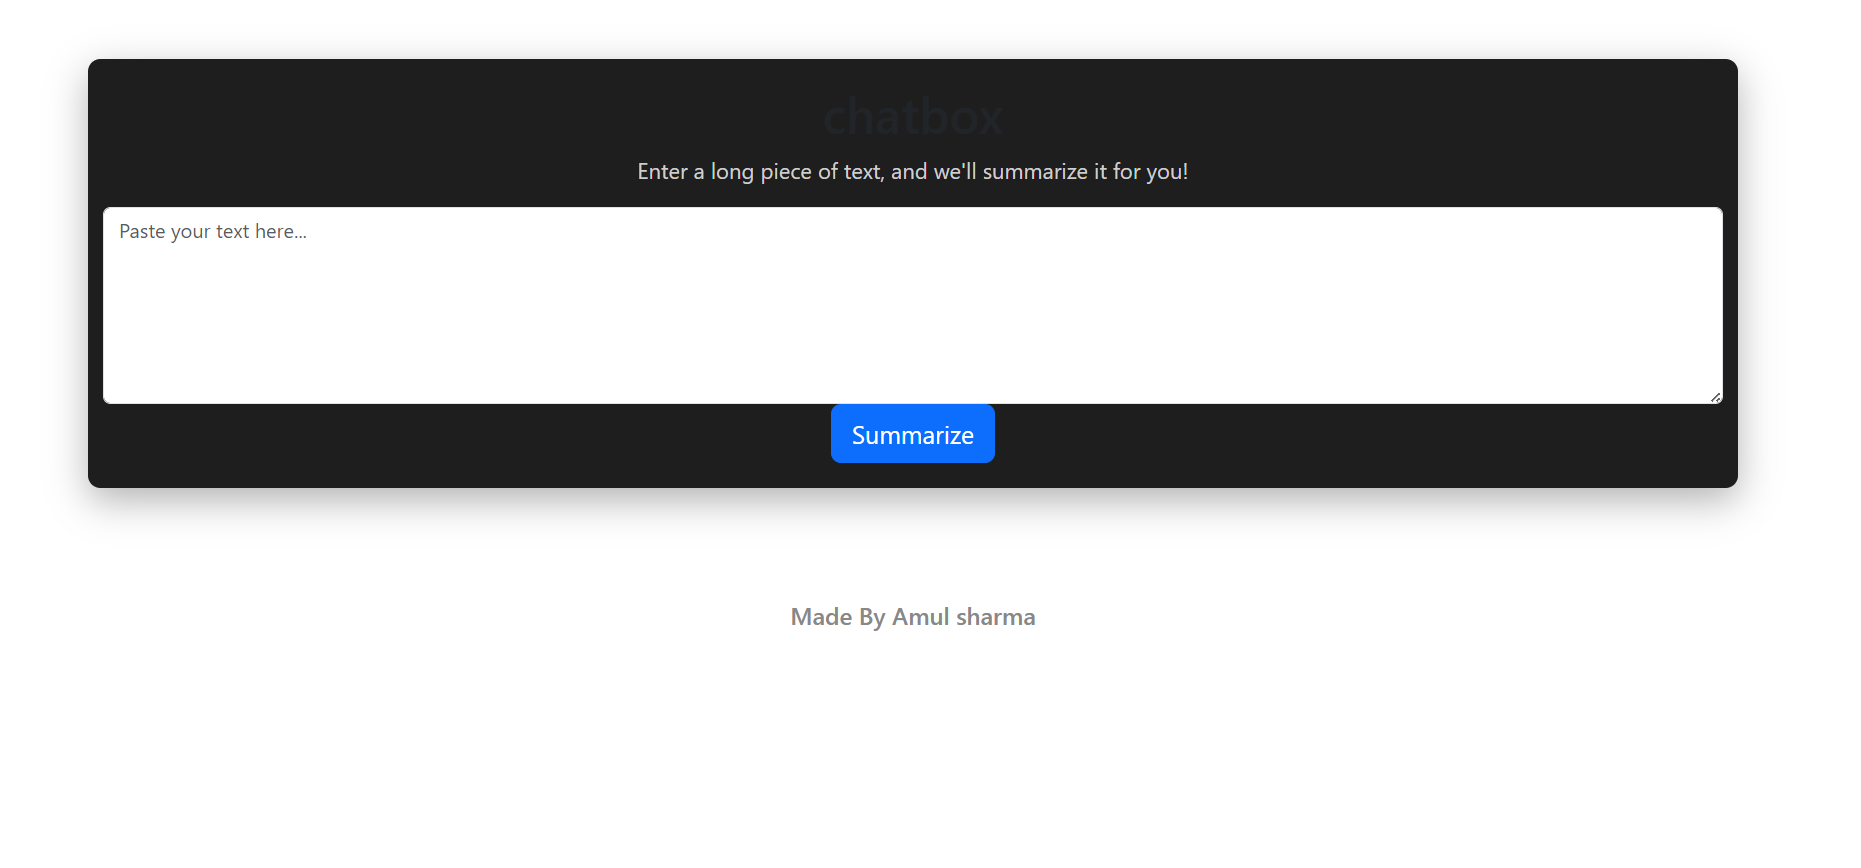 chatbox
Enter a long piece of text, and we'll summarize it for you!
Paste your text here...
Summarize
Made By Amul sharma